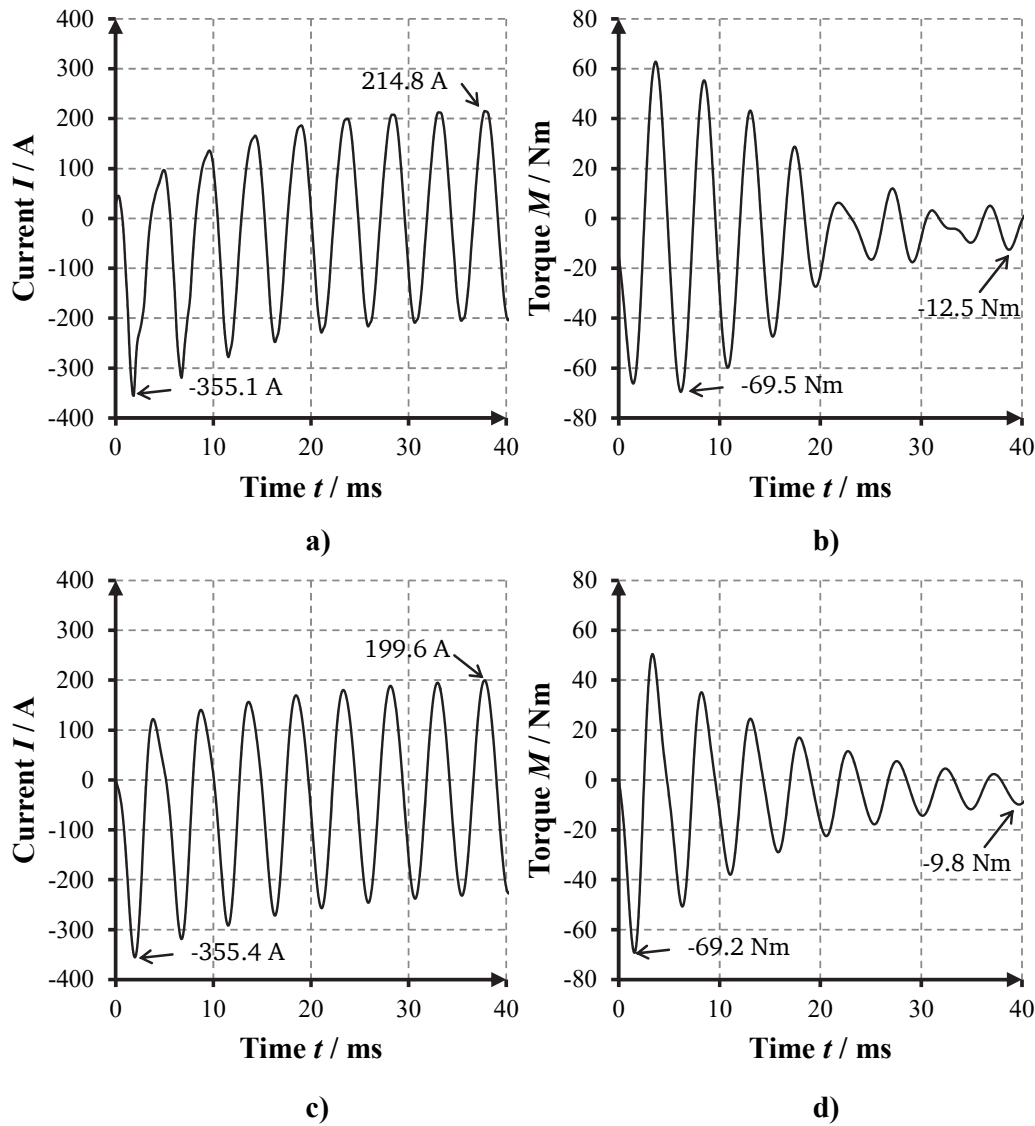 400
300
200
100
0
-100
-200
-300
-400
Current I / A
214.8 A
-355.1 A
0 10 20 30 40
Time t / ms
a)
80
60
40
20
0
-20
-40
-60
-80
Torque M / Nm
-12.5 Nm
-69.5 Nm
0 10 20 30 40
Time t / ms
b)
400
300
200
100
0
-100
-200
-300
-400
Current I / A
199.6 A
-355.4 A
0 10 20 30 40
Time t / ms
c)
80
60
40
20
0
-20
-40
-60
-80
Torque M / Nm
-9.8 Nm
-69.2 Nm
0 10 20 30 40
Time t / ms
d)